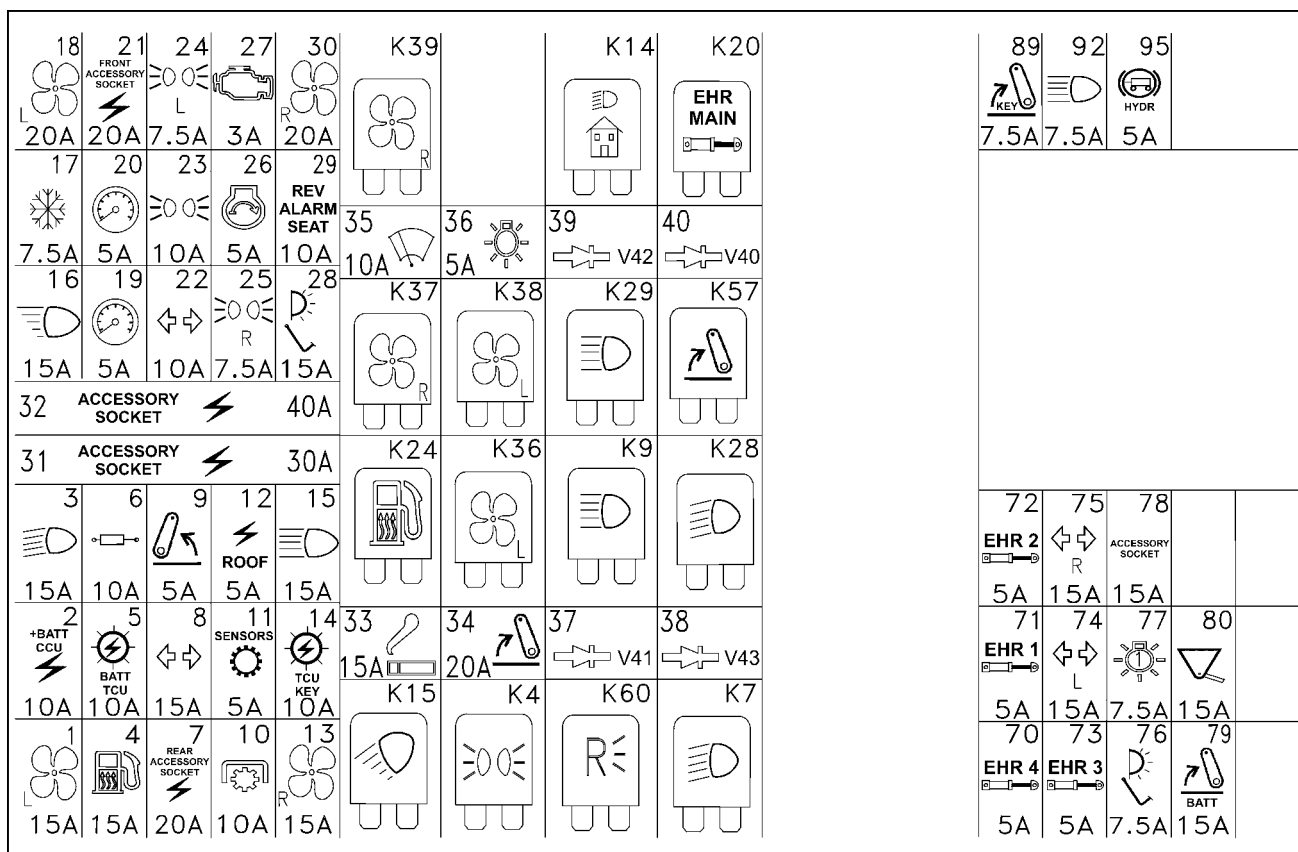 18 21 24 27 30 K39 K14 K20 89 92 95
FRONT
ACCESSORY
SOCKET
L L R R
EHR
MAIN
KEY HYDR
20A 20A 7.5A 3A 20A 7.5A 7.5A 5A
17 20 23 26 29
REV
ALARM
SEAT
7.5A 5A 10A 5A 10A
35 36 39 40
10A 5A V42 V40
16 19 22 25 28 K37 K38 K29 K57
R R L
15A 5A 10A 7.5A 15A
32 ACCESSORY
SOCKET 40A
31 ACCESSORY
SOCKET 30A
K24 K36 K9 K28
L
3 6 9 12 15 72 75 78
ROOF
EHR 2 R ACCESSORY
SOCKET
15A 10A 5A 5A 15A 5A 15A 15A
2 5 8 11 14 33 34 37 38 71 74 77 80
+BATT
CCU
BATT
TCU
SENSORS
TCU
KEY
15A 20A V41 V43
EHR 1 L 1
10A 10A 15A 5A 10A 5A 15A 7.5A 15A
1 4 7 10 13 K15 K4 K60 K7 70 73 76 79
REAR
ACCESSORY
SOCKET
L R R
EHR 4 EHR 3 BATT
15A 15A 20A 10A 15A 5A 5A 7.5A 15A